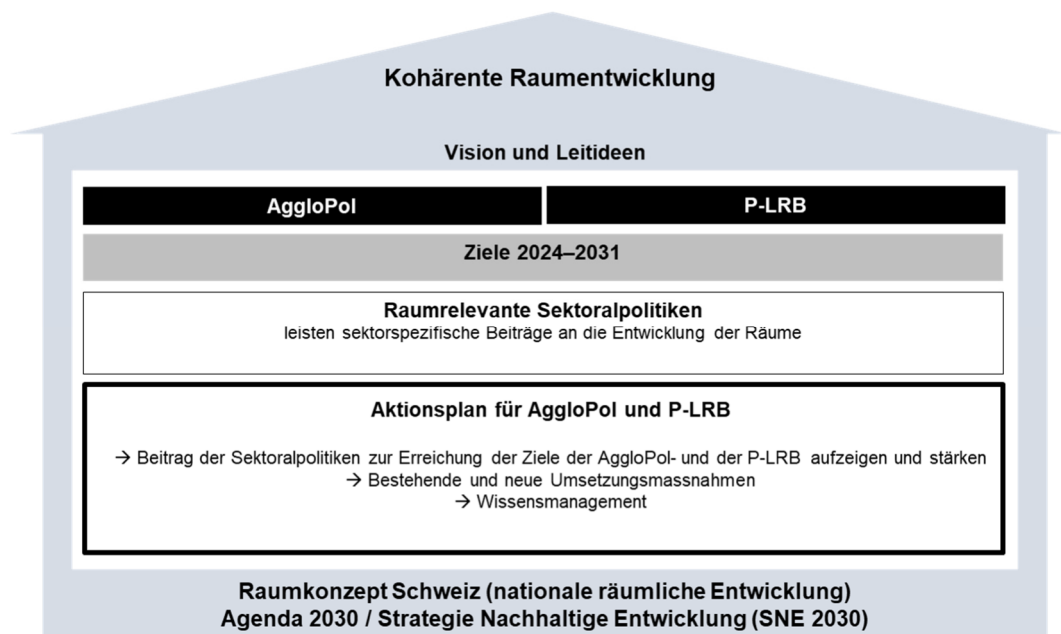 Kohärente Raumentwicklung
Vision und Leitideen
AggloPol
P-LRB
Ziele 2024–2031
Raumrelevante Sektoralpolitiken
leisten sektorspezifische Beiträge an die Entwicklung der Räume
Aktionsplan für AggloPol und P-LRB
→ Beitrag der Sektoralpolitiken zur Erreichung der Ziele der AggloPol- und der P-LRB aufzeigen und stärken
→ Bestehende und neue Umsetzungsmassnahmen
→ Wissensmanagement
Raumkonzept Schweiz (nationale räumliche Entwicklung)
Agenda 2030 / Strategie Nachhaltige Entwicklung (SNE 2030)